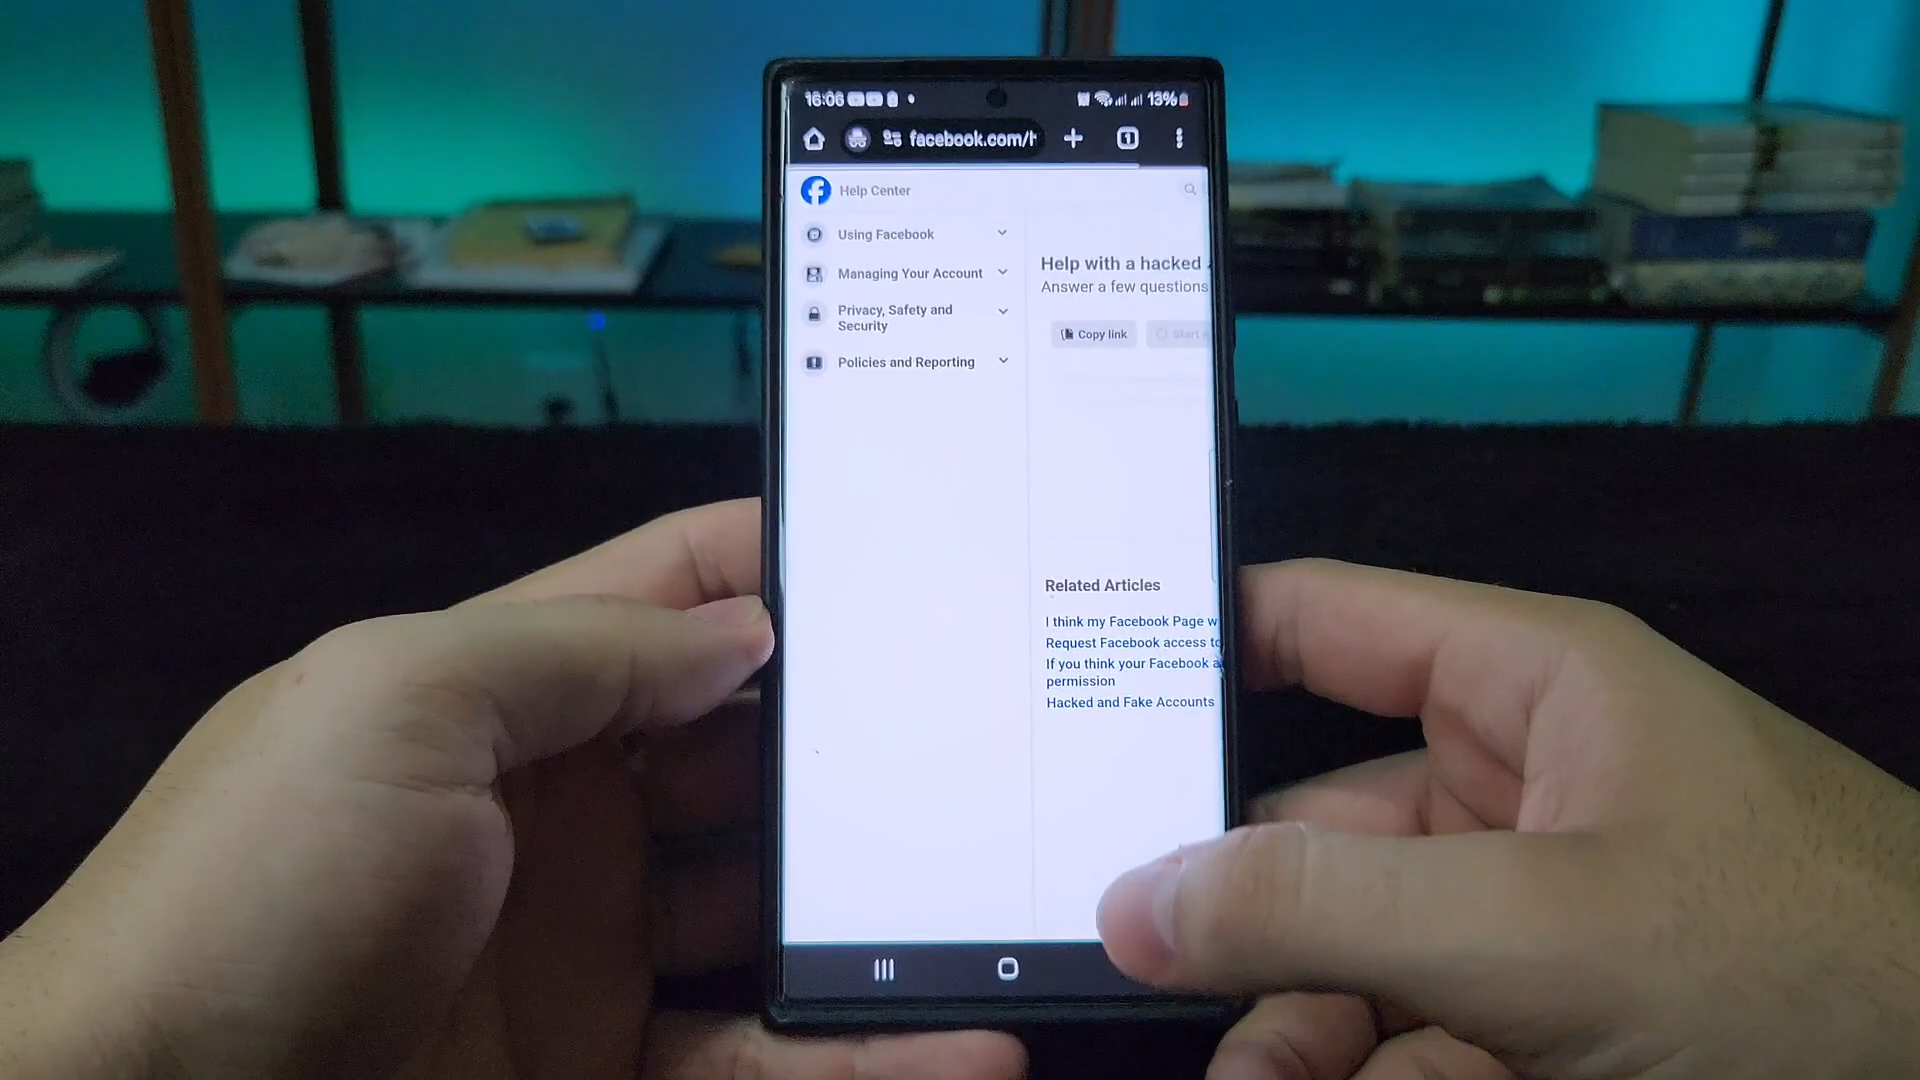 16:06
13%
facebook.com/
Help Center
Using Facebook
Managing Your Account
Privacy, Safety and
Security
Policies and Reporting
Help with a hacked
Answer a few questions
Copy link
Start
Related Articles
I think my Facebook Page w
Request Facebook access to
If you think your Facebook a
permission
Hacked and Fake Accounts